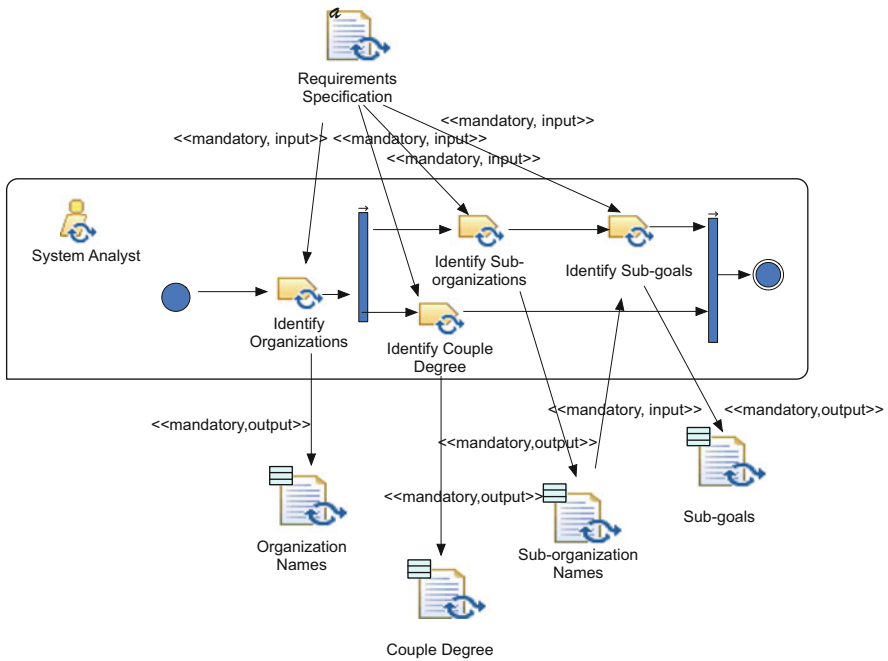 a
Requirements
Specification
<<mandatory, input>>
<<mandatory, input>>
<<mandatory, input>>
<<mandatory, input>>
System Analyst
Identify Sub-
organizations
Identify Sub-goals
Identify
Organizations
Identify Couple
Degree
<<mandatory,output>>
<<mandatory,output>>
<<mandatory, input>>
<<mandatory,output>>
<<mandatory,output>>
Organization
Names
Sub-organization
Names
Sub-goals
Couple Degree